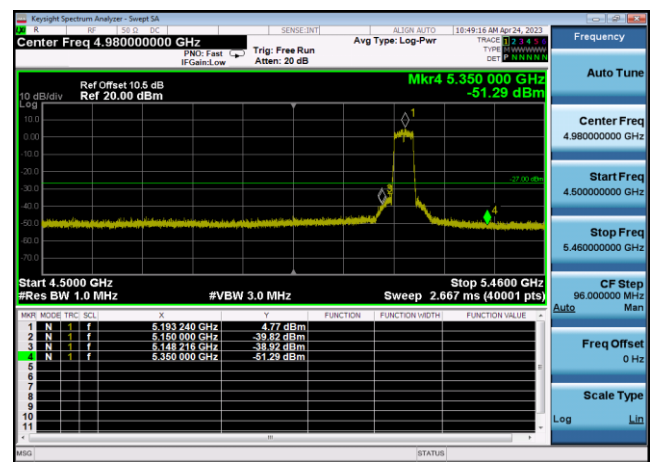 Keysight Spectrum Analyzer - Swept SA
R RF 50 Ω DC SENSE:INT ALIGN AUTO 10:49:16 AM Apr 24, 2023
Center Freq 4.980000000 GHz Avg Type: Log-Pwr TRACE 1 2 3 4 5 6
PNO: Fast Trig: Free Run TYPE M WWWWW
IFGain:Low Atten: 20 dB DET P N N N N N
Frequency
Auto Tune
Mkr4 5.350 000 GHz
Ref Offset 10.5 dB
10 dB/div Ref 20.00 dBm -51.29 dBm
Log
10.0
0.00
-10.0
-20.0
-30.0
-40.0
-50.0
-60.0
-70.0
1
-27.00 dBm
4
Start 4.5000 GHz Stop 5.4600 GHz
#Res BW 1.0 MHz #VBW 3.0 MHz Sweep 2.667 ms (40001 pts)
MKR MODE TRC SCL X Y FUNCTION FUNCTION WIDTH FUNCTION VALUE
1 N 1 f 5.193 240 GHz 4.77 dBm
2 N 1 f 5.150 000 GHz -39.82 dBm
3 N 1 f 5.148 216 GHz -38.92 dBm
4 N 1 f 5.350 000 GHz -51.29 dBm
5
6
7
8
9
10
11
MSG STATUS
Center Freq
4.980000000 GHz
Start Freq
4.500000000 GHz
Stop Freq
5.460000000 GHz
CF Step
96.000000 MHz
Auto Man
Freq Offset
0 Hz
Scale Type
Log Lin